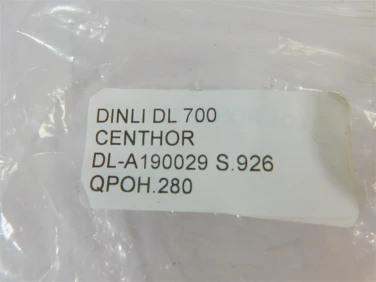 DINLI DL 700
CENTHOR
DL-A190029 S.926
QPOH.280